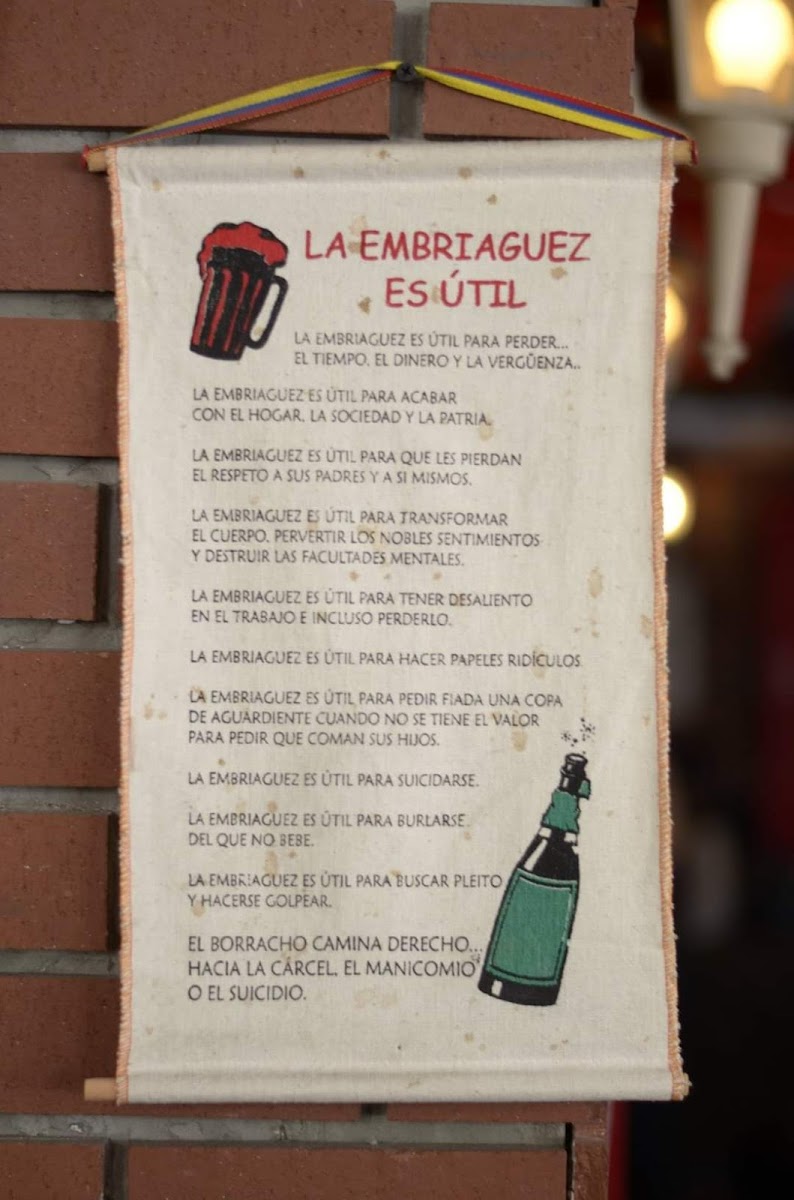 LA EMBRIAGUEZ
ES ÚTIL
LA EMBRIAGUEZ ES ÚTIL PARA PERDER...
EL TIEMPO, EL DINERO Y LA VERGÜENZA..
LA EMBRIAGUEZ ES ÚTIL PARA ACABAR
CON EL HOGAR, LA SOCIEDAD Y LA PATRIA.
LA EMBRIAGUEZ ES ÚTIL PARA QUE LES PIERDAN
EL RESPETO A SUS PADRES Y A SI MISMOS.
LA EMBRIAGUEZ ES ÚTIL PARA TRANSFORMAR
EL CUERPO, PERVERTIR LOS NOBLES SENTIMIENTOS
Y DESTRUIR LAS FACULTADES MENTALES.
LA EMBRIAGUEZ ES ÚTIL PARA TENER DESALIENTO
EN EL TRABAJO E INCLUSO PERDERLO.
LA EMBRIAGUEZ ES ÚTIL PARA HACER PAPELES RIDÍCULOS
LA EMBRIAGUEZ ES ÚTIL PARA PEDIR FIADA UNA COPA
DE AGUARDIENTE CUANDO NO SE TIENE EL VALOR
PARA PEDIR QUE COMAN SUS HIJOS.
LA EMBRIAGUEZ ES ÚTIL PARA SUICIDARSE.
LA EMBRIAGUEZ ES ÚTIL PARA BURLARSE
DEL QUE NO BEBE.
LA EMBRIAGUEZ ES ÚTIL PARA BUSCAR PLEITO
Y HACERSE GOLPEAR.
EL BORRACHO CAMINA DERECHO...
HACIA LA CÁRCEL, EL MANICOMIO
O EL SUICIDIO.